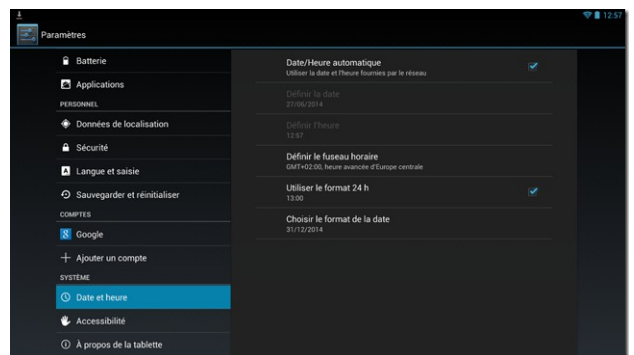 12:57
Paramètres
Batterie
Applications
PERSONNEL
Données de localisation
Sécurité
Langue et saisie
Sauvegarder et réinitialiser
COMPTES
Google
Ajouter un compte
SYSTÈME
Date et heure
Accessibilité
À propos de la tablette
Date/Heure automatique
Utiliser la date et l'heure fournies par le réseau
Définir la date
27/06/2014
Définir l'heure
12:57
Définir le fuseau horaire
GMT+02:00, heure avancée d'Europe centrale
Utiliser le format 24 h
13:00
Choisir le format de la date
31/12/2014